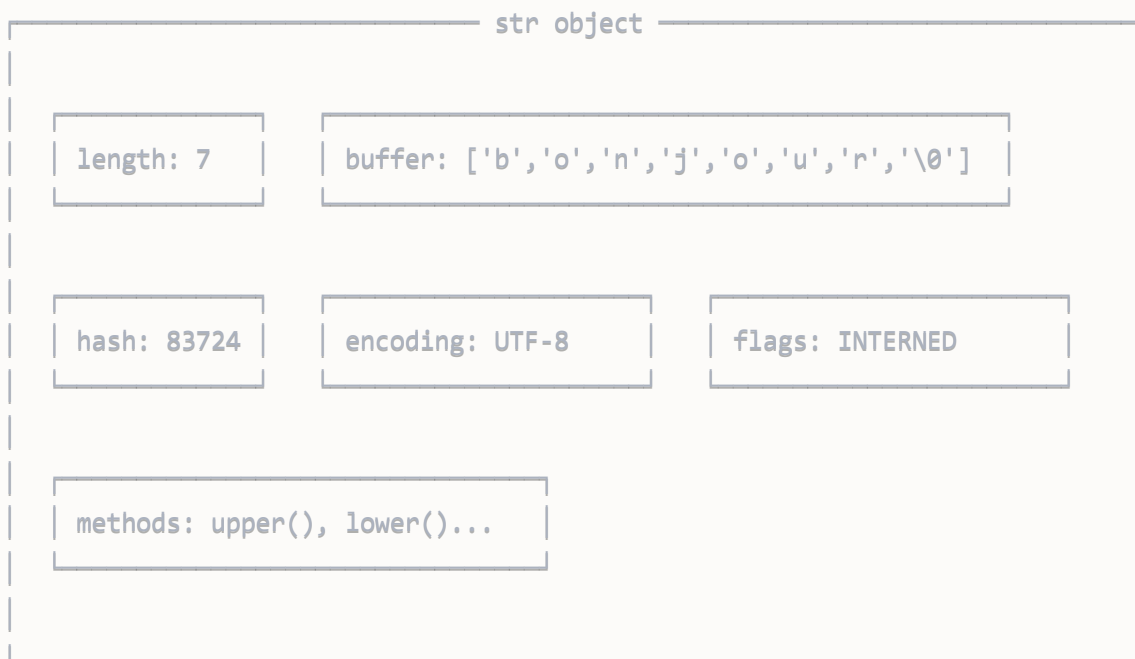 str object
length: 7 buffer: ['b','o','n','j','o','u','r','\0']
hash: 83724 encoding: UTF-8 flags: INTERNED
methods: upper(), lower()...